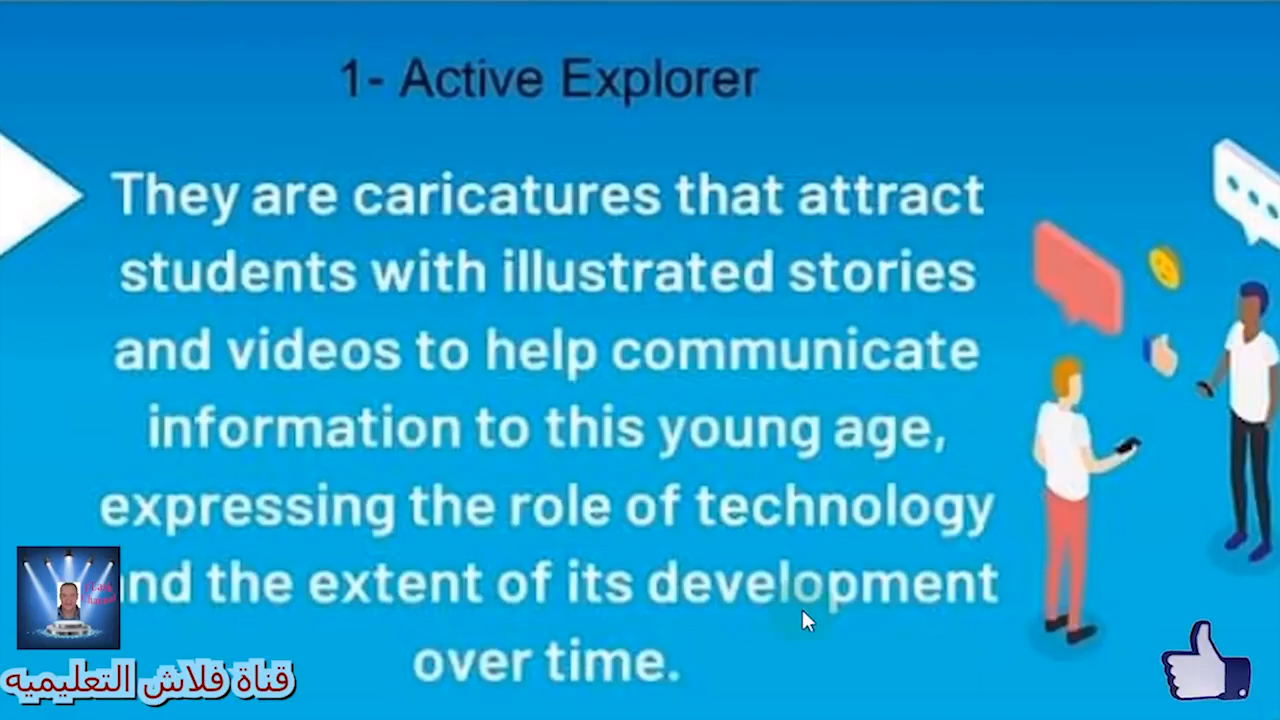 1- Active Explorer
They are caricatures that attract
students with illustrated stories
and videos to help communicate
information to this young age,
expressing the role of technology
and the extent of its development
over time.
قناة فلاش التعليميه